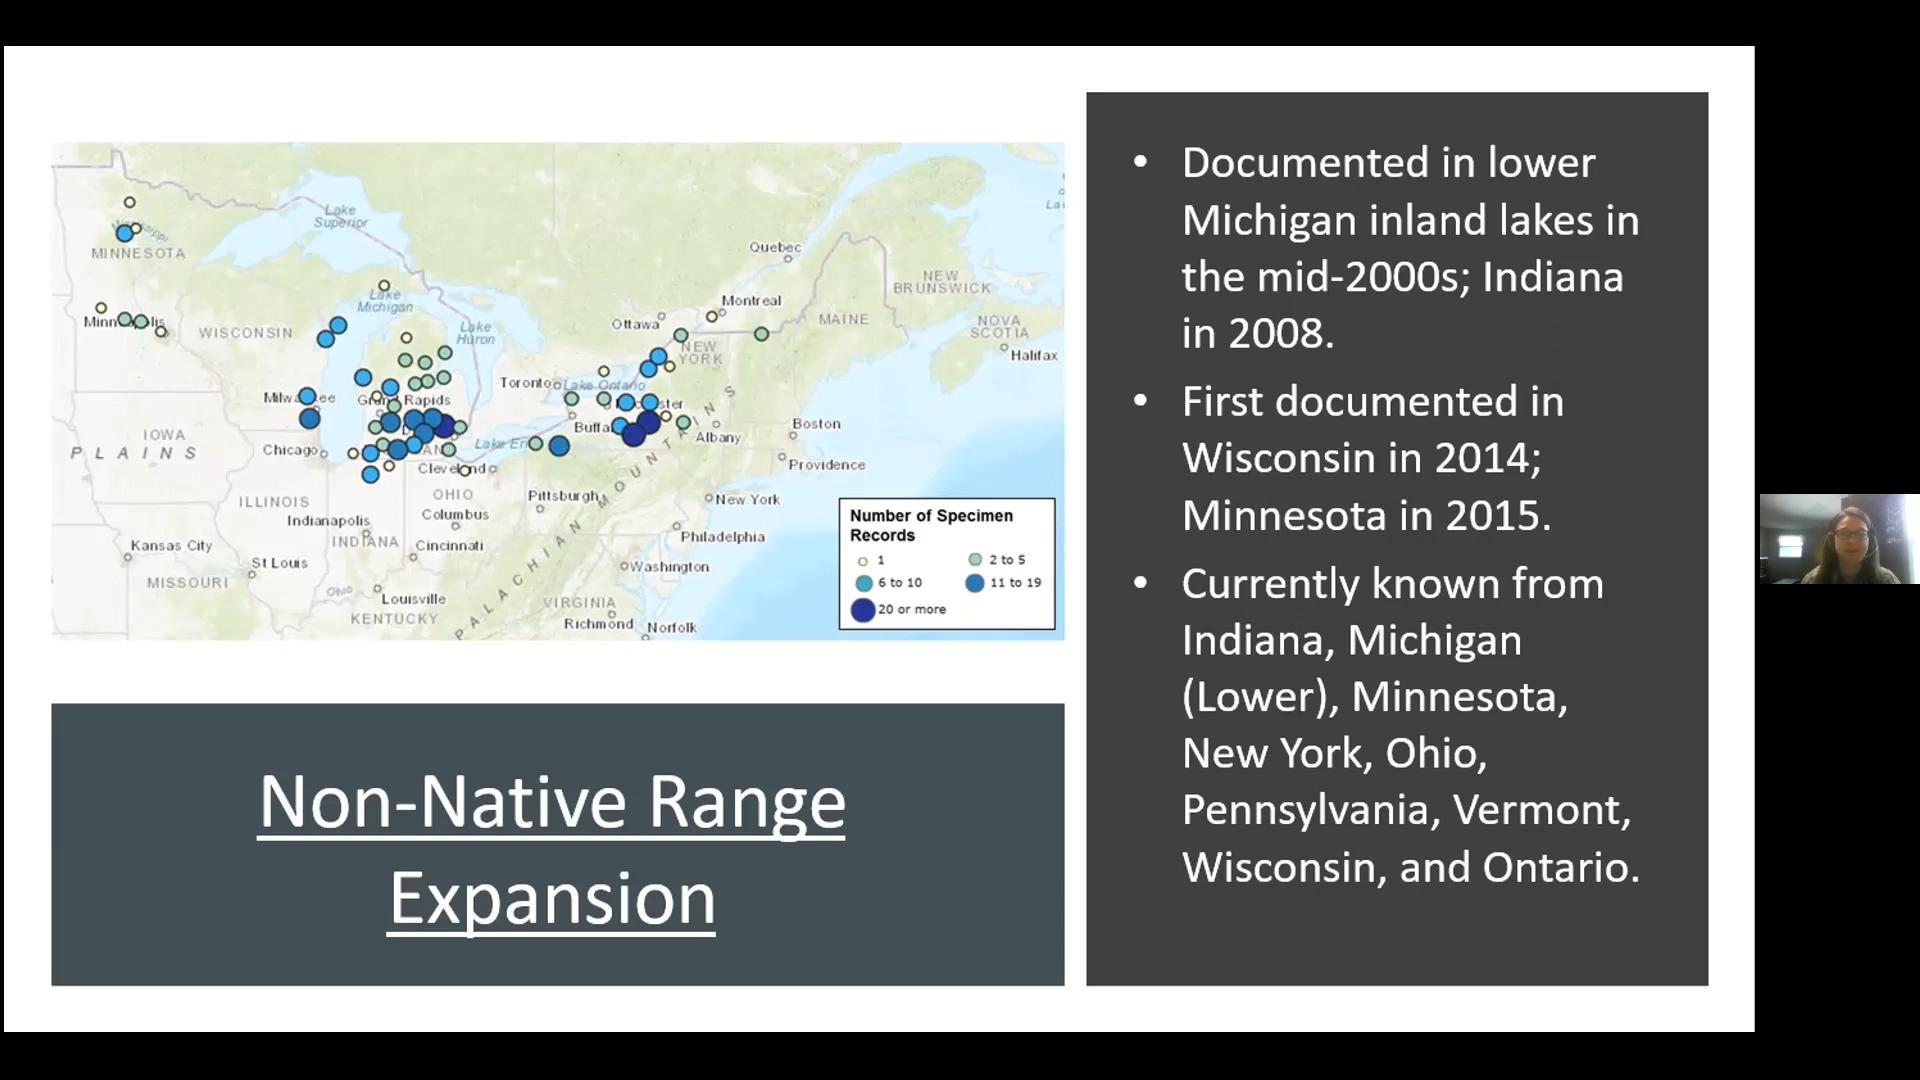 Lake
Superior
Mississippi
MINNESOTA
Quebec
NEW
BRUNSWICK
Lake
Michigan
Montreal
Ottawa
MAINE
NOVA
SCOTIA
WISCONSIN
Lake
Huron
NEW
YORK
Halifax
Toronto
Lake Ontario
Grand Rapids
IOWA
PLAINS
Chicago
Boston
Albany
Providence
Cleveland
OHIO
Pittsburgh
New York
ILLINOIS
Columbus
Indianapolis
INDIANA
Cincinnati
Philadelphia
Kansas City
St Louis
Washington
MISSOURI
Ohio
Louisville
KENTUCKY
VIRGINIA
Richmond
Norfolk
PALACHIAN MOUNTAINS
Number of Specimen
Records
1
2 to 5
6 to 10
11 to 19
20 or more
Non-Native Range
Expansion
• Documented in lower
Michigan inland lakes in
the mid-2000s; Indiana
in 2008.
• First documented in
Wisconsin in 2014;
Minnesota in 2015.
• Currently known from
Indiana, Michigan
(Lower), Minnesota,
New York, Ohio,
Pennsylvania, Vermont,
Wisconsin, and Ontario.